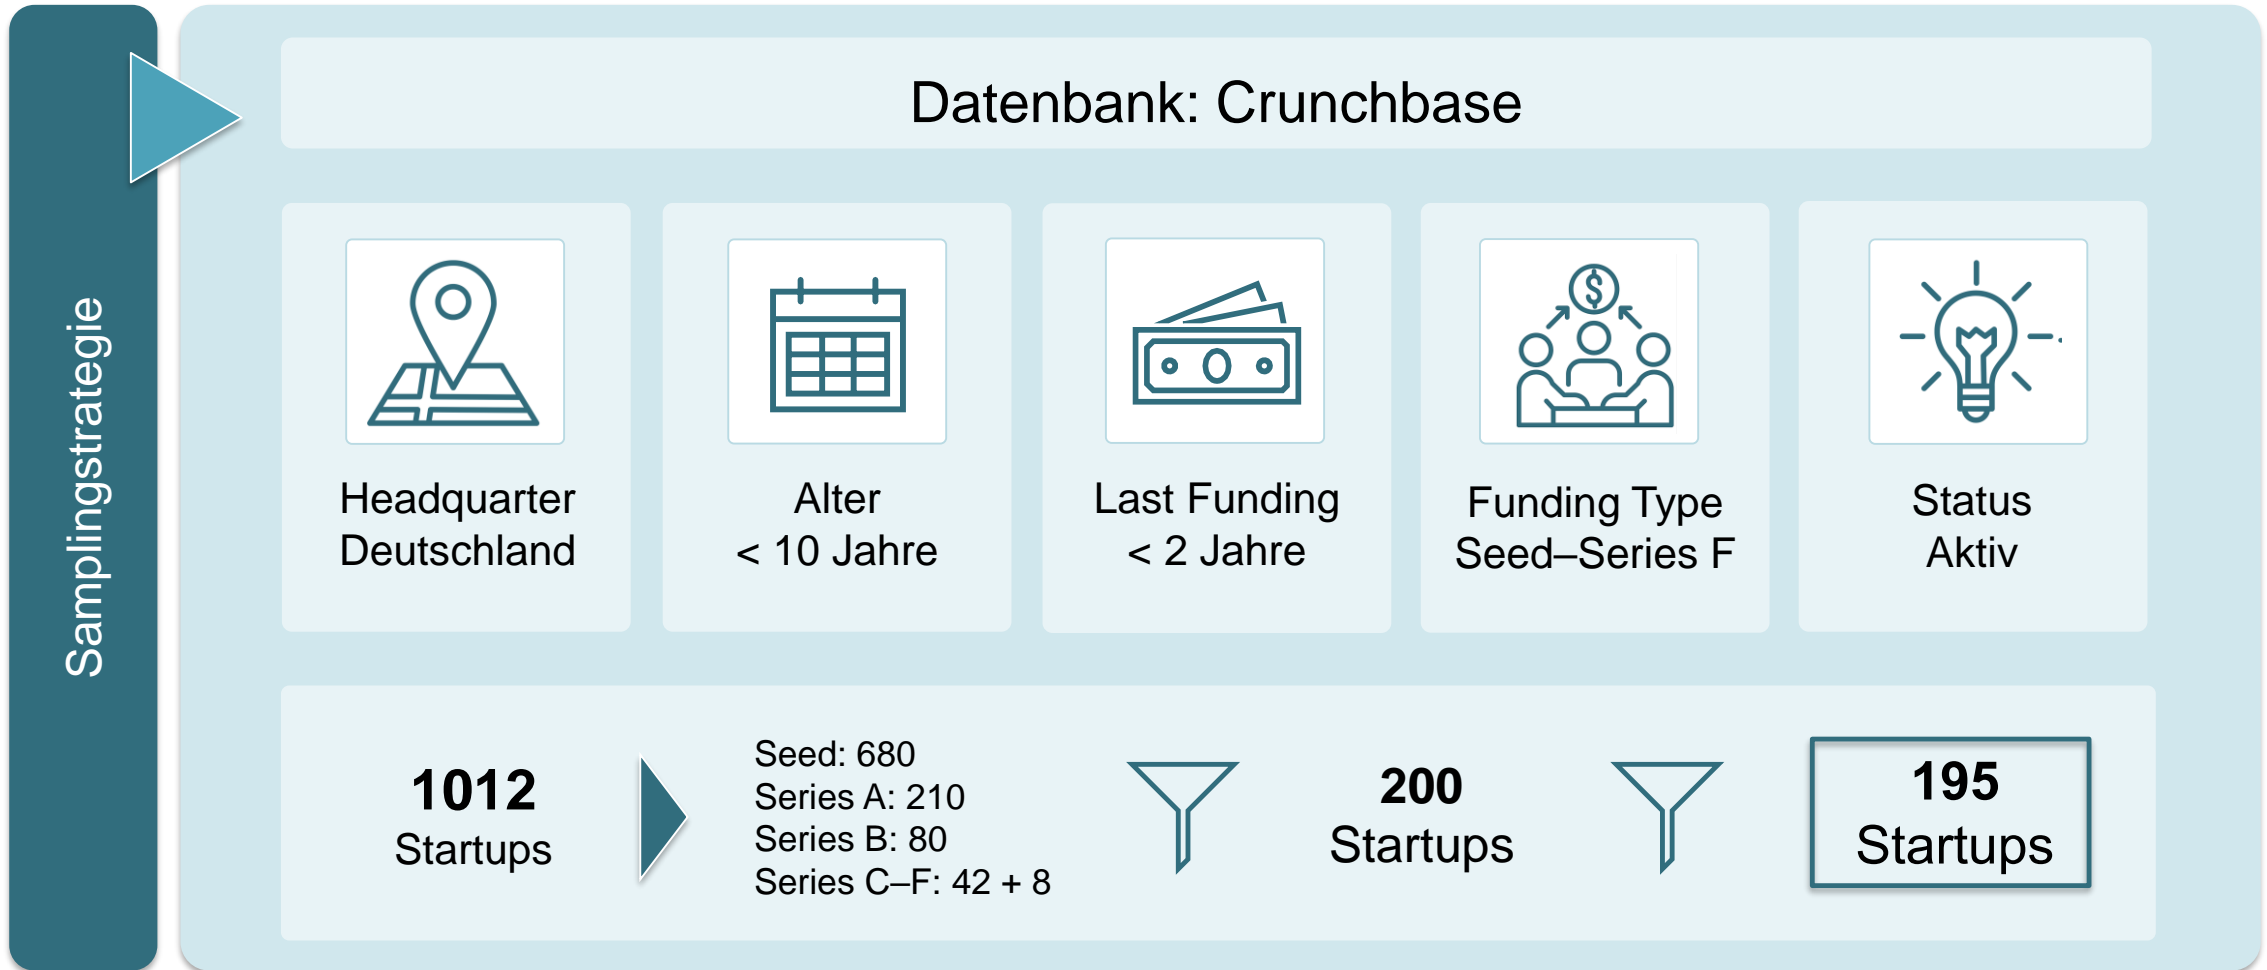 Samplingstrategie
Datenbank: Crunchbase
Headquarter
Deutschland
Alter
< 10 Jahre
Last Funding
< 2 Jahre
Funding Type
Seed–Series F
Status
Aktiv
1012
Startups
Seed: 680
Series A: 210
Series B: 80
Series C–F: 42 + 8
200
Startups
195
Startups